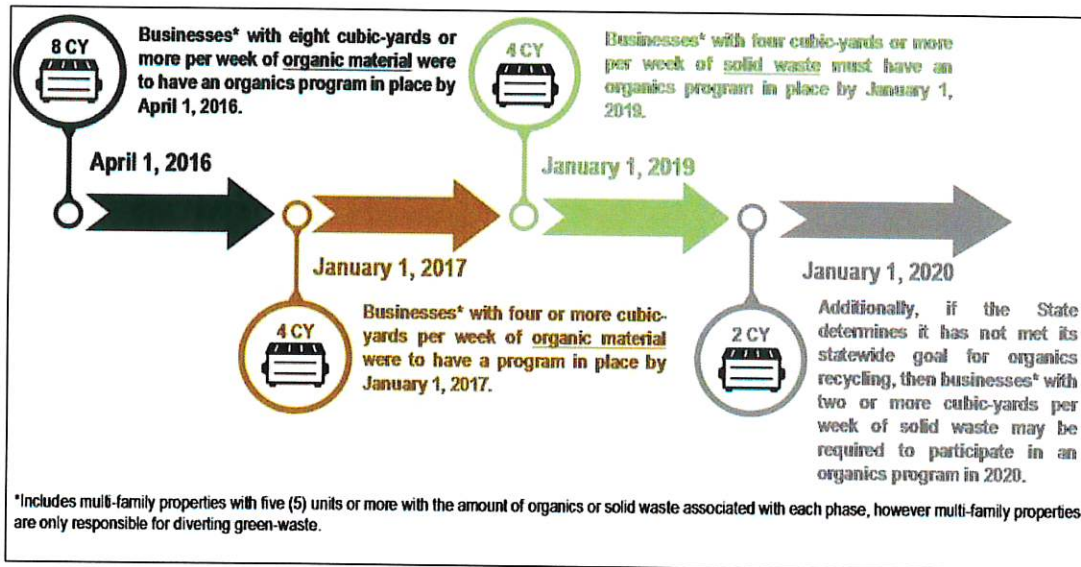 8 CY
Businesses* with eight cubic-yards or
more per week of organic material were
to have an organics program in place by
April 1, 2016.
4 CY
Businesses* with four cubic-yards or more
per week of solid waste must have an
organics program in place by January 1,
2019.
April 1, 2016
January 1, 2019
January 1, 2017
January 1, 2020
4 CY
Businesses* with four or more cubic-
yards per week of organic material
were to have a program in place by
January 1, 2017.
2 CY
Additionally, if the State
determines it has not met its
statewide goal for organics
recycling, then businesses* with
two or more cubic-yards per
week of solid waste may be
required to participate in an
organics program in 2020.
*Includes multi-family properties with five (5) units or more with the amount of organics or solid waste associated with each phase, however multi-family properties
are only responsible for diverting green-waste.